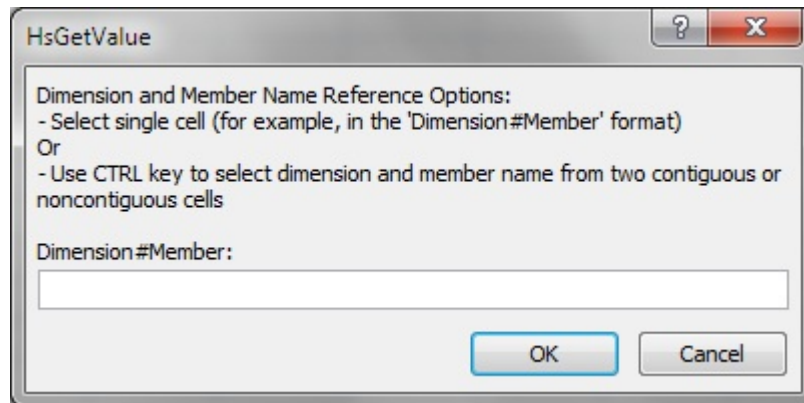 HsGetValue
Dimension and Member Name Reference Options:
- Select single cell (for example, in the 'Dimension#Member' format)
Or
- Use CTRL key to select dimension and member name from two contiguous or
noncontiguous cells
Dimension#Member:
OK Cancel